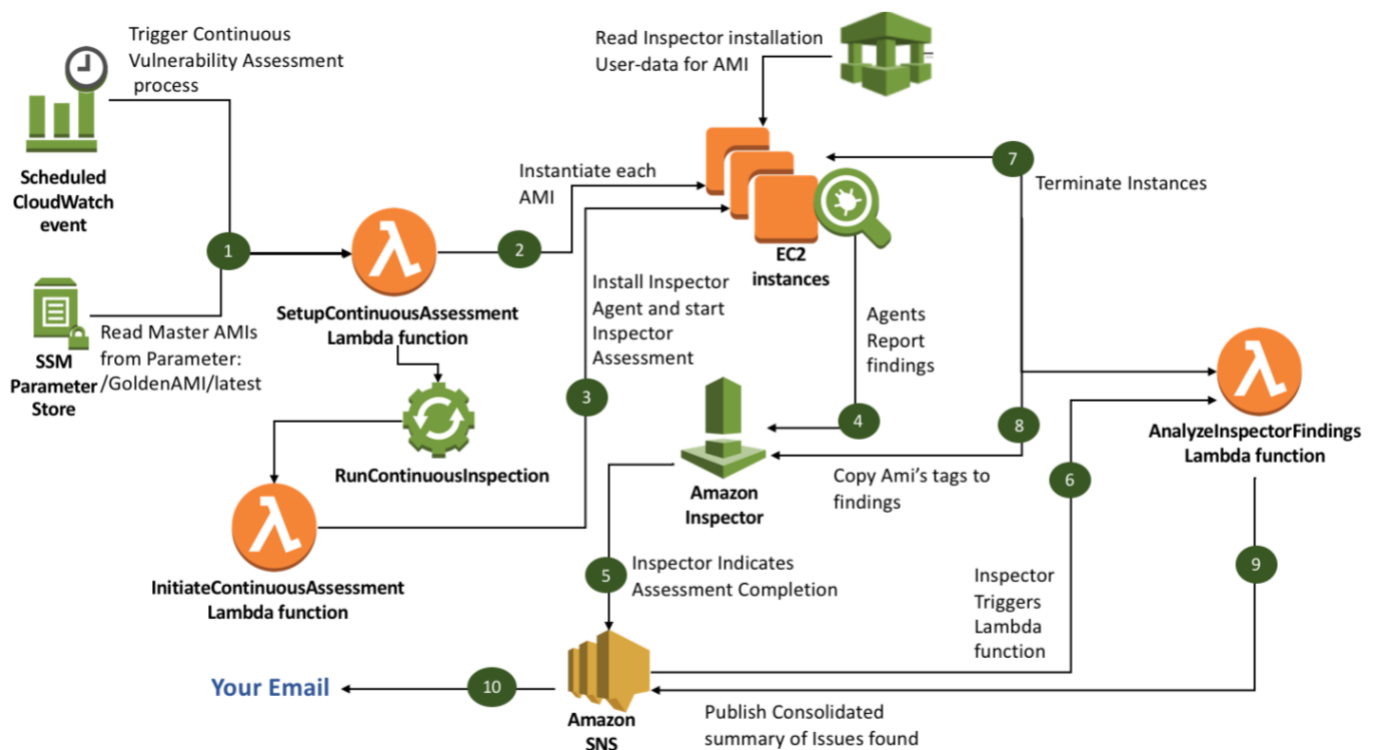 Trigger Continuous
Vulnerability Assessment
process
Scheduled
CloudWatch
event
SSM
Parameter
Store
Read Master AMIs
from Parameter:
/GoldenAMI/latest
1
SetupContinuousAssessment
Lambda function
RunContinuousInspection
InitiateContinuousAssessment
Lambda function
2
Instantiate each
AMI
Read Inspector installation
User-data for AMI
EC2
instances
3
Install Inspector
Agent and start
Inspector
Assessment
Agents
Report
findings
4
Amazon
Inspector
5
Inspector Indicates
Assessment Completion
Amazon
SNS
6
Inspector
Triggers
Lambda
function
7
Terminate Instances
8
Copy Ami's tags to
findings
AnalyzeInspectorFindings
Lambda function
9
Publish Consolidated
summary of Issues found
10
Your Email